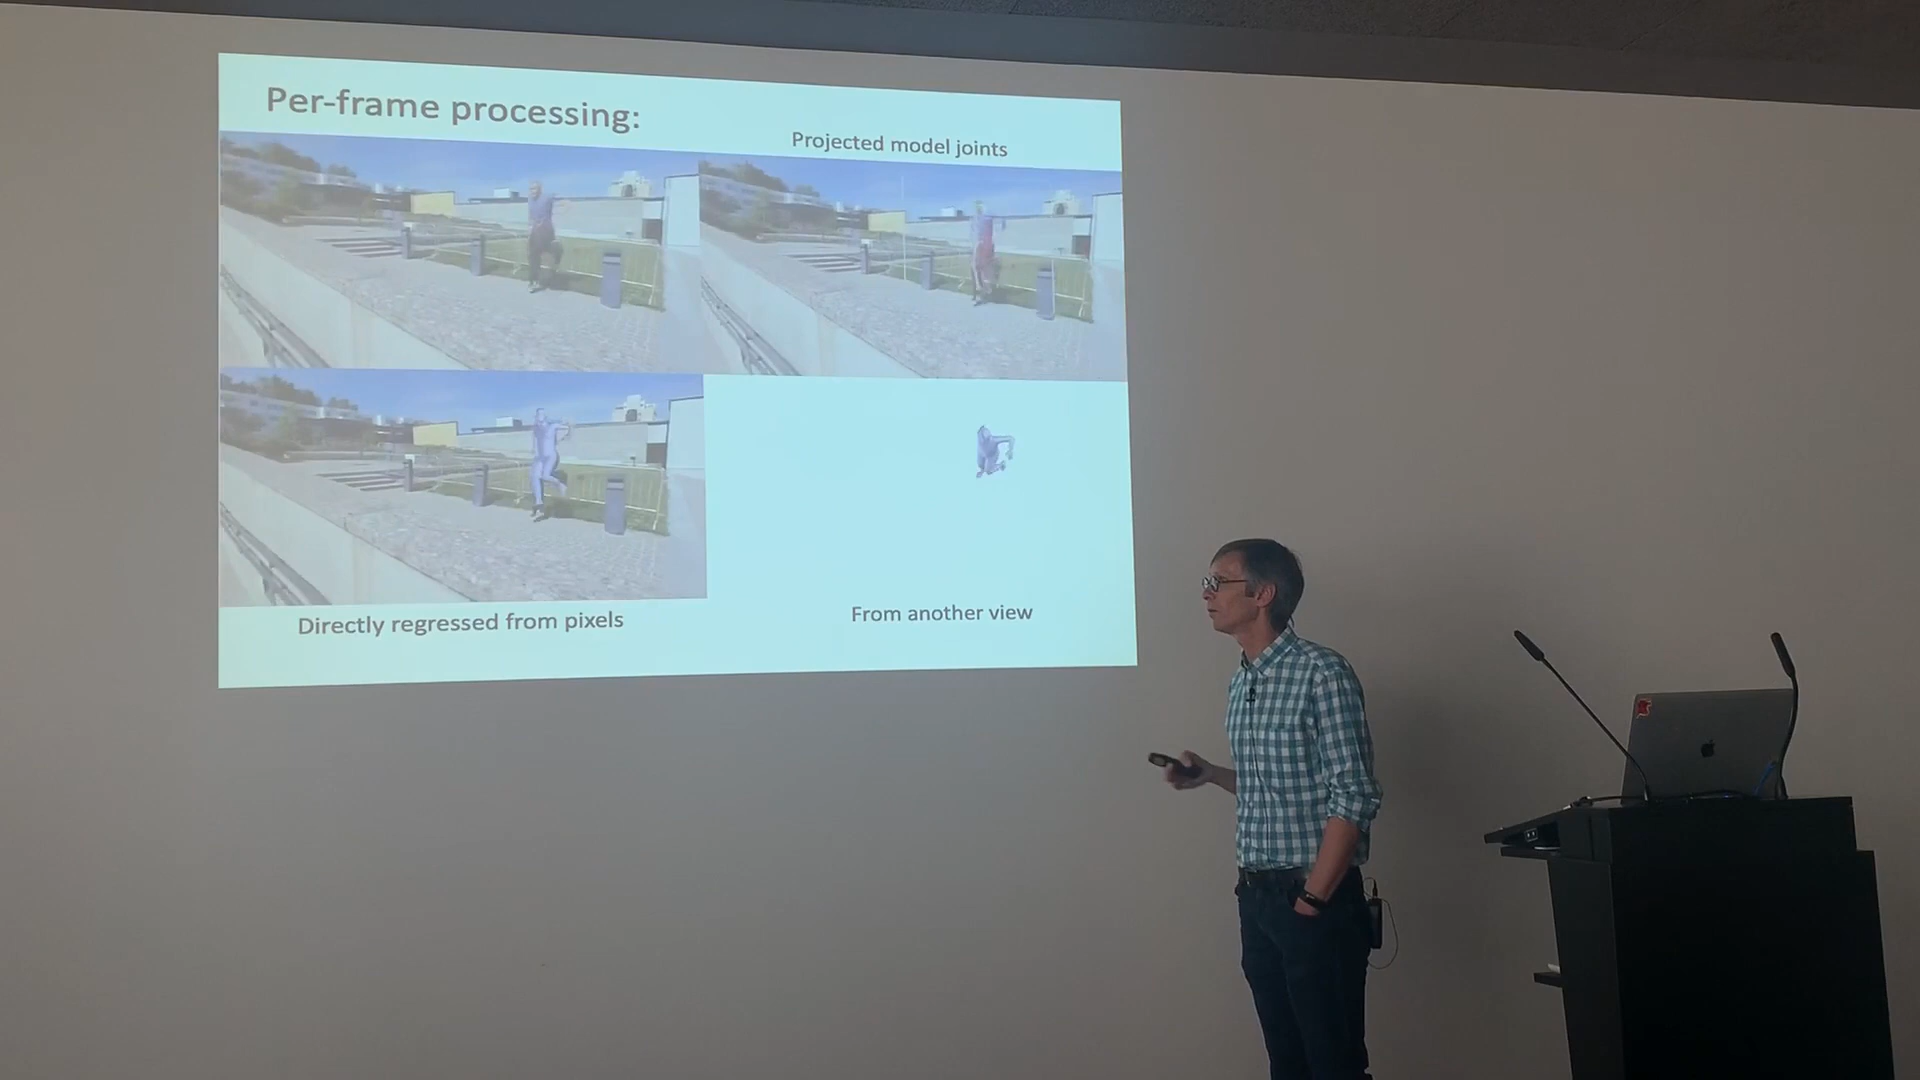 Per-frame processing:
Projected model joints
Directly regressed from pixels
From another view